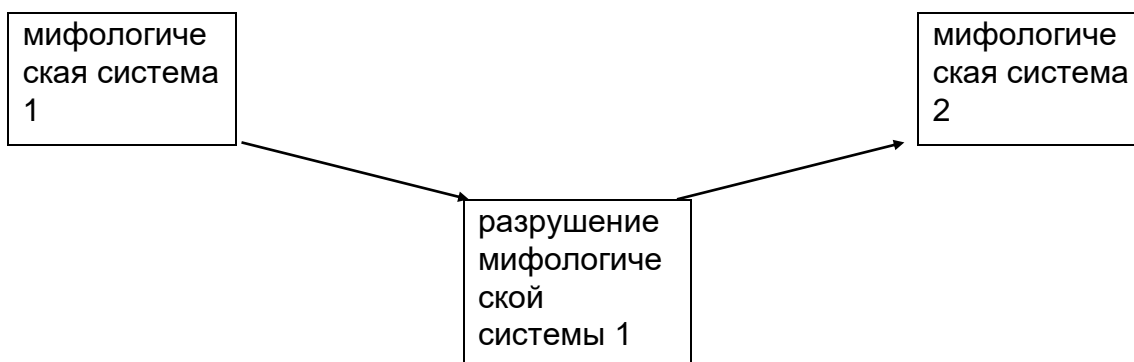 мифологиче
ская система
1
мифологиче
ская система
2
разрушение
мифологиче
ской
системы 1